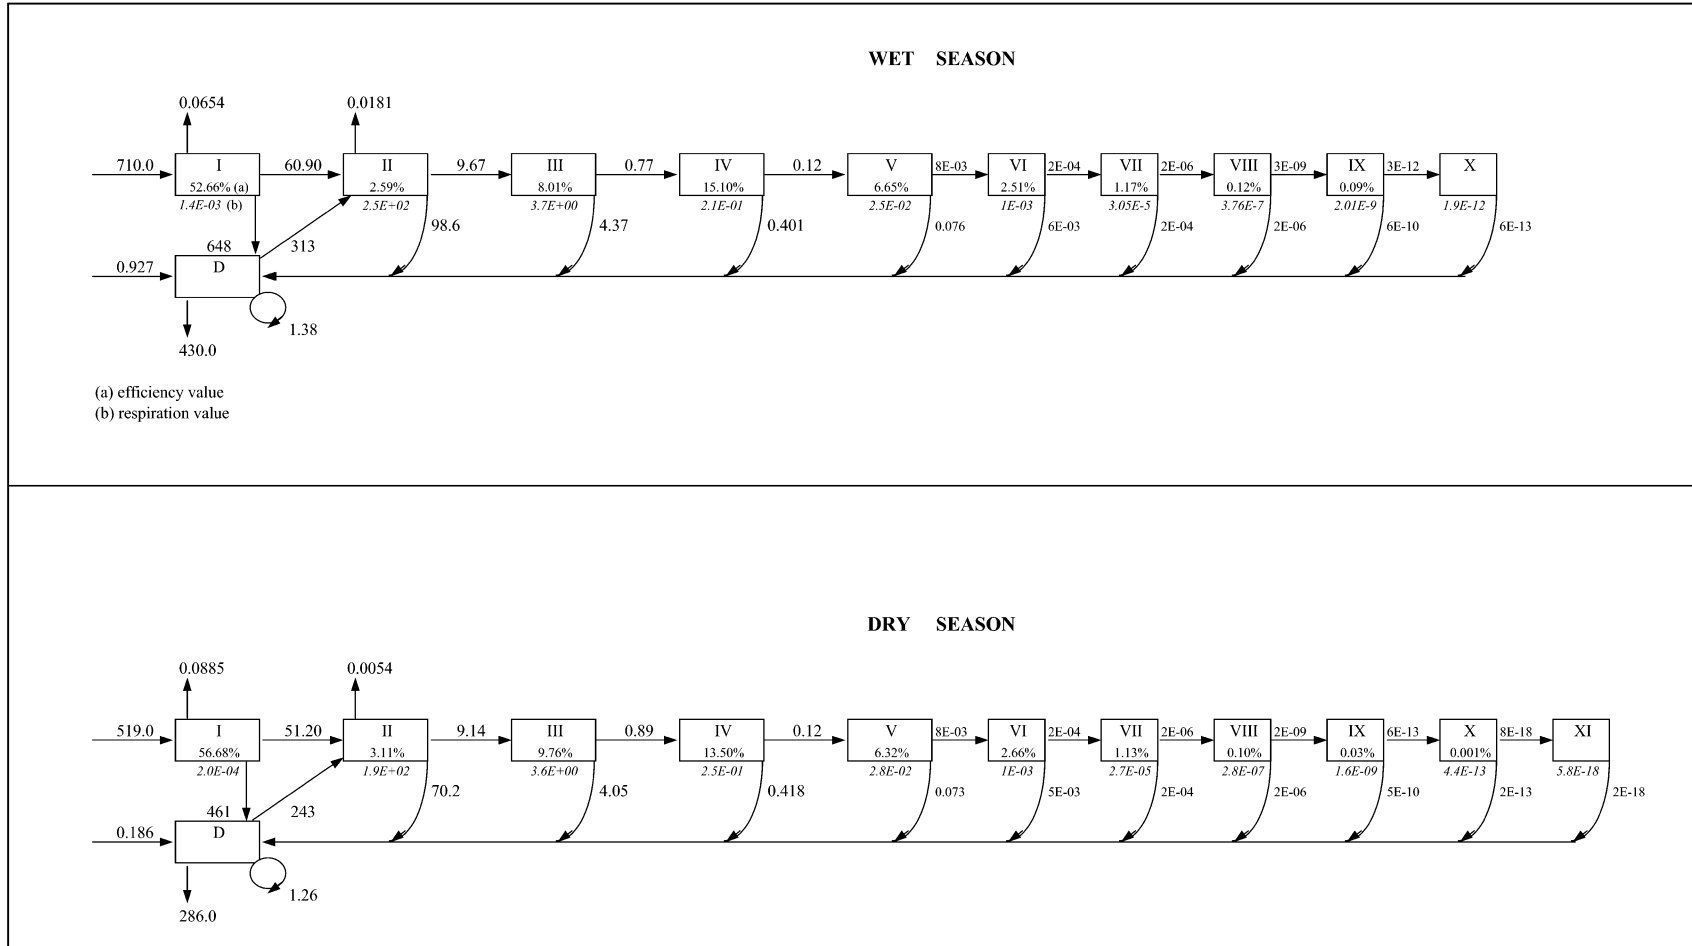 WET SEASON
0.0654 0.0181
710.0 I 60.90 II 9.67 III 0.77 IV 0.12 V 8E-03 VI 2E-04 VII 2E-06 VIII 3E-09 IX 3E-12 X
52.66% (a) 2.59% 8.01% 15.10% 6.65% 2.51% 1.17% 0.12% 0.09%
1.4E-03 (b) 2.5E+02 3.7E+00 2.1E-01 2.5E-02 1E-03 3.05E-5 3.76E-7 2.01E-9 1.9E-12
98.6 4.37 0.401 0.076 6E-03 2E-04 2E-06 6E-10 6E-13
648 313
0.927 D
1.38
430.0
(a) efficiency value
(b) respiration value
DRY SEASON
0.0885 0.0054
519.0 I 51.20 II 9.14 III 0.89 IV 0.12 V 8E-03 VI 2E-04 VII 2E-06 VIII 2E-09 IX 6E-13 X 8E-18 XI
56.68% 3.11% 9.76% 13.50% 6.32% 2.66% 1.13% 0.10% 0.03% 0.001%
2.0E-04 1.9E+02 3.6E+00 2.5E-01 2.8E-02 1E-03 2.7E-05 2.8E-07 1.6E-09 4.4E-13 5.8E-18
70.2 4.05 0.418 0.073 5E-03 2E-04 2E-06 5E-10 2E-13 2E-18
461 243
0.186 D
1.26
286.0